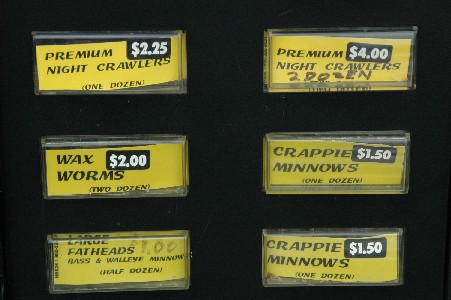 PREMIUM $2.25
NIGHT CRAWLERS
(ONE DOZEN)
PREMIUM $4.00
NIGHT CRAWLERS
2 DOZEN
WAX $2.00
WORMS
(TWO DOZEN)
CRAPPIE $1.50
MINNOWS
(ONE DOZEN)
LARGE
FATHEADS
BASS & WALLEYE MINNOW
(HALF DOZEN)
CRAPPIE $1.50
MINNOWS
(ONE DOZEN)